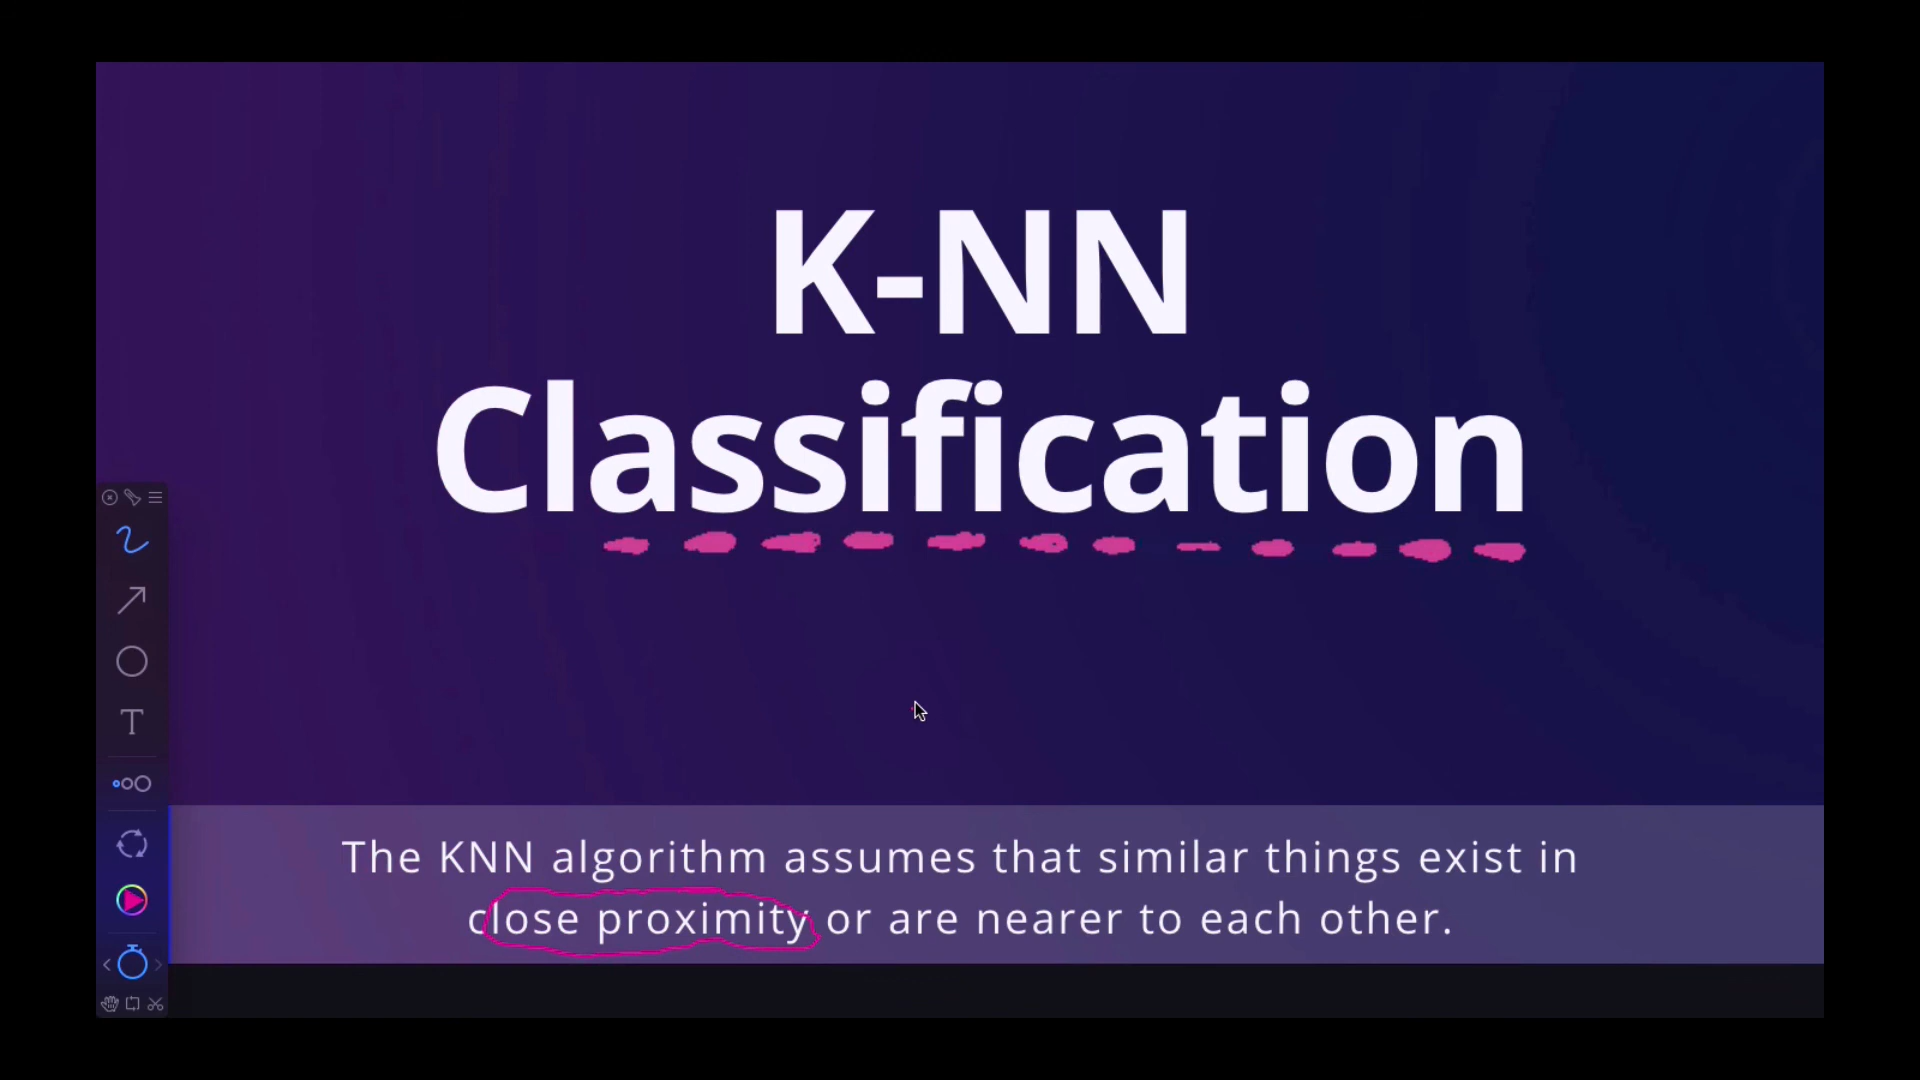 K-NN
Classification
T
The KNN algorithm assumes that similar things exist in
close proximity or are nearer to each other.